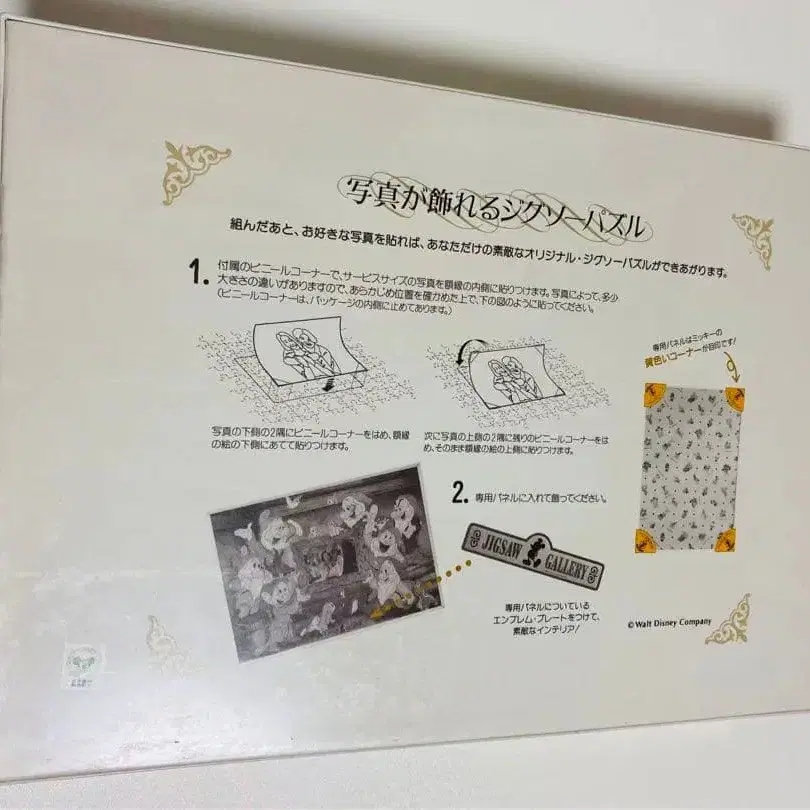 写真が飾れるジグソーパズル
組んだあと、お好きな写真を貼れば、あなただけの素敵なオリジナル・ジグソーパズルができあがります。
1. 付属のビニールコーナーで、サービスサイズの写真を額縁の内側に貼りつけます。写真によって、多少
大きさの違いがありますので、あらかじめ位置を確かめた上で、下の図のように貼ってください。
(ビニールコーナーは、パッケージの内側に止めてあります。)
写真の下側の2隅にビニールコーナーをはめ、額縁
の絵の下側にあてて貼りつけます。
次に写真の上側の2隅に残りのビニールコーナーをは
め、そのまま額縁の絵の上側に貼りつけます。
専用パネルはミッキーの
黄色いコーナーが目印です!
2. 専用パネルに入れて飾ってください。
JIGSAW GALLERY
専用パネルについている
エンブレム・プレートをつけて、
素敵なインテリア!
© Walt Disney Company